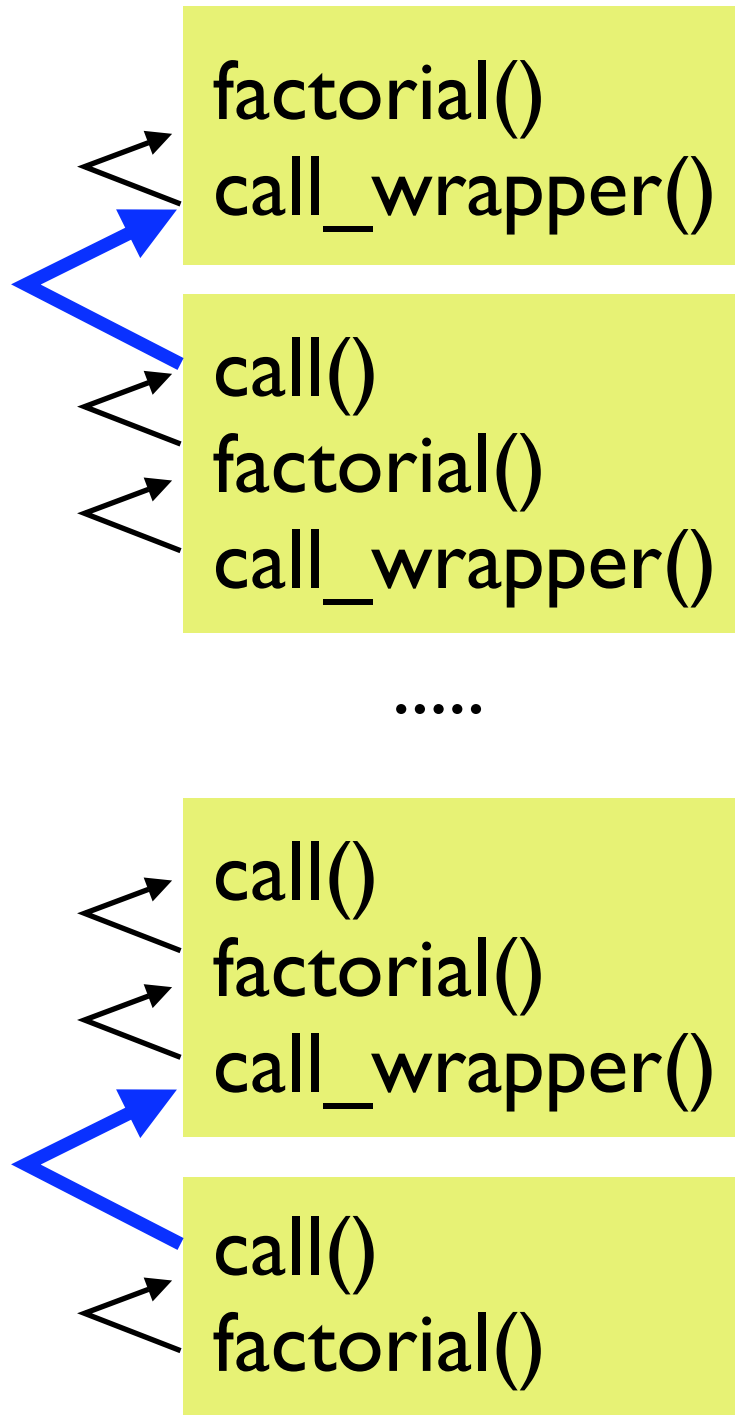 factorial()
call_wrapper()
call()
factorial()
call_wrapper()
.....
call()
factorial()
call_wrapper()
call()
factorial()